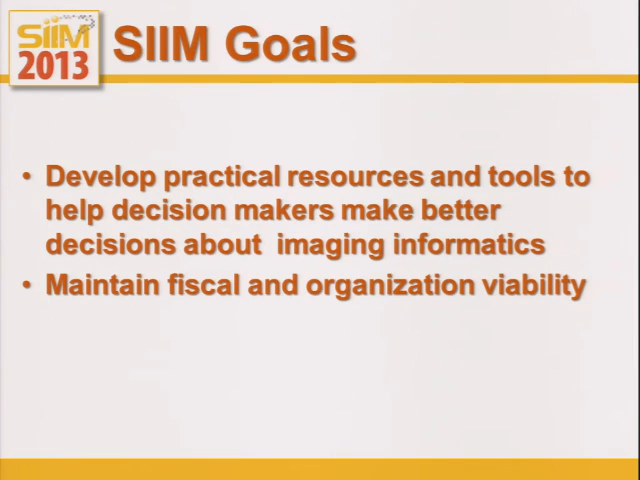 SIIM
2013
SIIM Goals
• Develop practical resources and tools to
help decision makers make better
decisions about  imaging informatics
• Maintain fiscal and organization viability